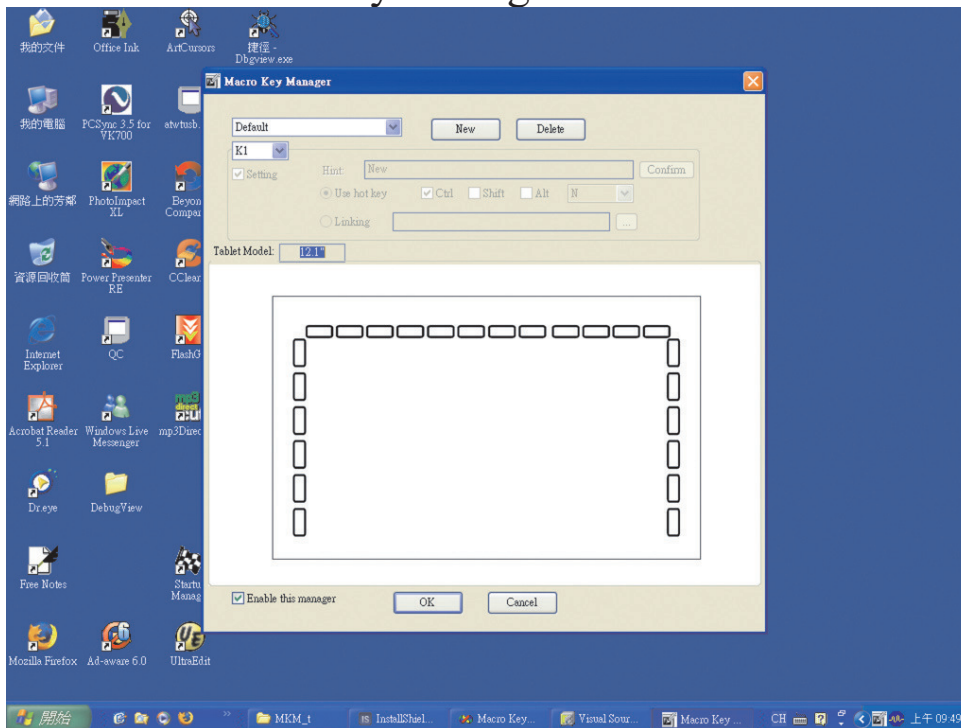 我的文件
Office Ink
ArtCursors
捷徑 -
Dbgview.exe
Macro Key Manager
我的電腦
PCSync 3.5 for
VK700
atwtusb.
Default
New
Delete
K1
Setting
Hint:
New
Confirm
Use hot key
Ctrl
Shift
Alt
N
Linking
...
網路上的芳鄰
PhotoImpact
XL
Beyon
Compar
Tablet Model:
12.1"
資源回收筒
Power Presenter
RE
CClean
Internet
Explorer
QC
FlashG
Acrobat Reader
5.1
Windows Live
Messenger
mp3Direc
Dr.eye
DebugView
Free Notes
Startu
Manag
Enable this manager
OK
Cancel
Mozilla Firefox
Ad-aware 6.0
UltraEdit
開始
MKM_t
InstallShiel...
Macro Key...
Visual Sour...
Macro Key ...
CH
上午 09:49